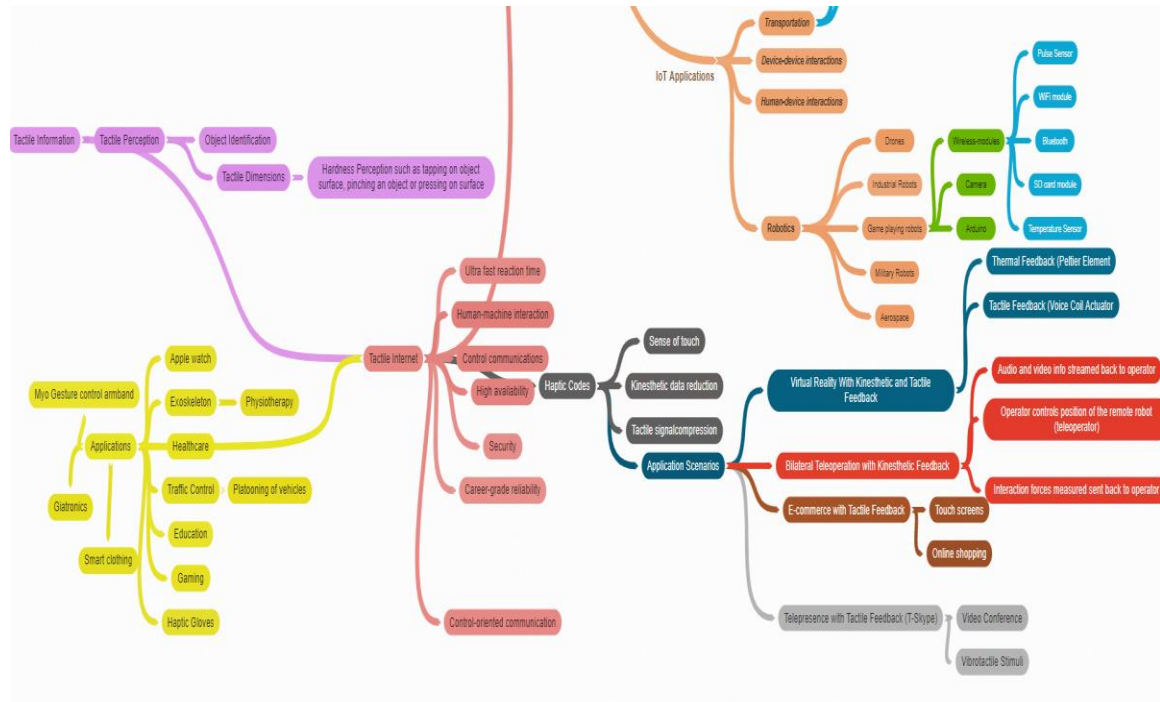 Transportation
IoT Applications
Device-device interactions
Human-device interactions
Pulse Sensor
WiFi module
Wireless-modules
Bluetooth
SD card module
Temperature Sensor
Drones
Industrial Robots
Camera
Robotics
Game playing robots
Arduino
Military Robots
Aerospace
Tactile Information
Tactile Perception
Object Identification
Tactile Dimensions
Hardness Perception such as tapping on object
surface, pinching an object or pressing on surface
Ultra fast reaction time
Human-machine interaction
Tactile Internet
Control communications
High availability
Security
Career-grade reliability
Control-oriented communication
Apple watch
Myo Gesture control armband
Exoskeleton
Physiotherapy
Applications
Healthcare
Traffic Control
Platooning of vehicles
Giatronics
Education
Smart clothing
Gaming
Haptic Gloves
Haptic Codes
Sense of touch
Kinesthetic data reduction
Tactile signalcompression
Application Scenarios
Thermal Feedback (Peltier Element
Tactile Feedback (Voice Coil Actuator
Virtual Reality With Kinesthetic and Tactile
Feedback
Audio and video info streamed back to operator
Operator controls position of the remote robot
(teleoperator)
Bilateral Teleoperation with Kinesthetic Feedback
Interaction forces measured sent back to operator
E-commerce with Tactile Feedback
Touch screens
Online shopping
Telepresence with Tactile Feedback (T-Skype)
Video Conference
Vibrotactile Stimuli